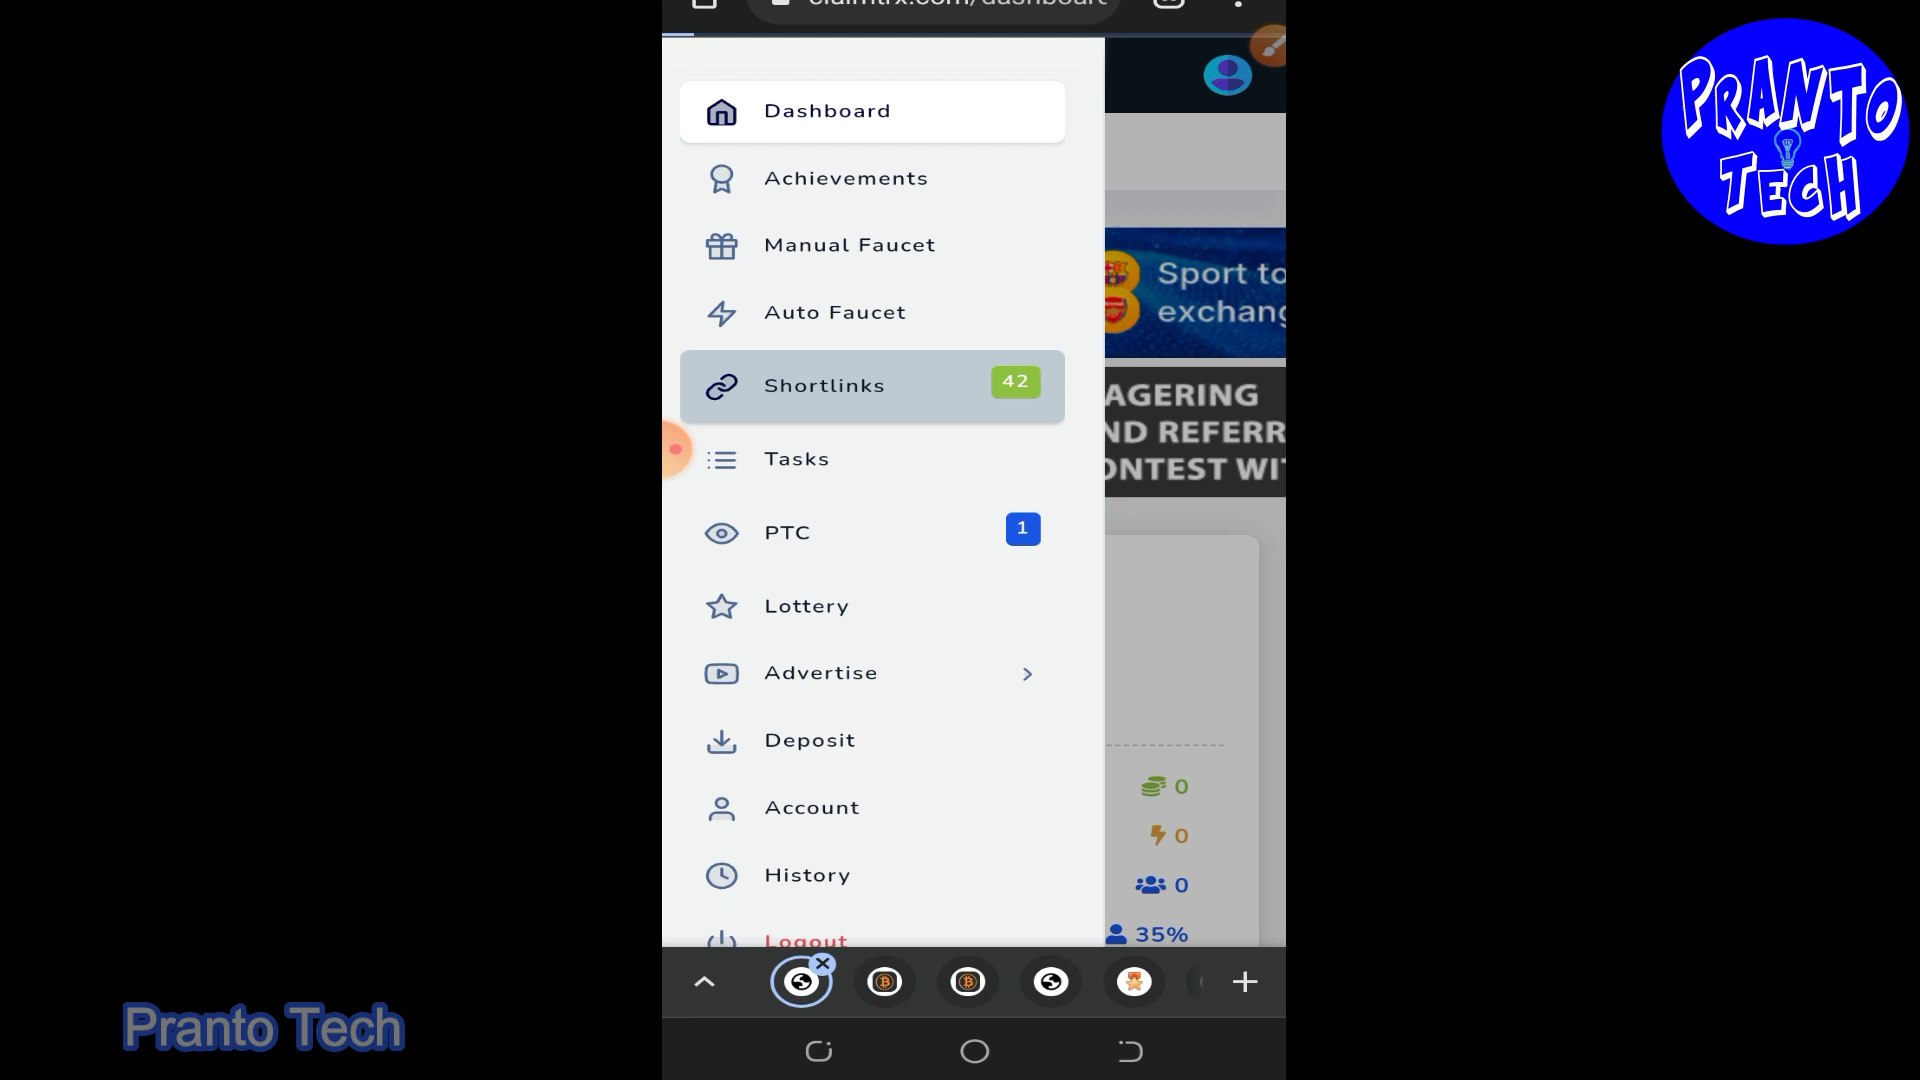 claimtrx.com/dashboart
Dashboard
Achievements
Manual Faucet
Auto Faucet
Shortlinks 42
Tasks
PTC 1
Lottery
Advertise
Deposit
Account
History
Logout
Sport to
exchang
AGERING
ND REFERR
ONTEST WI
0
0
0
35%
PRANTO
TECH
Pranto Tech